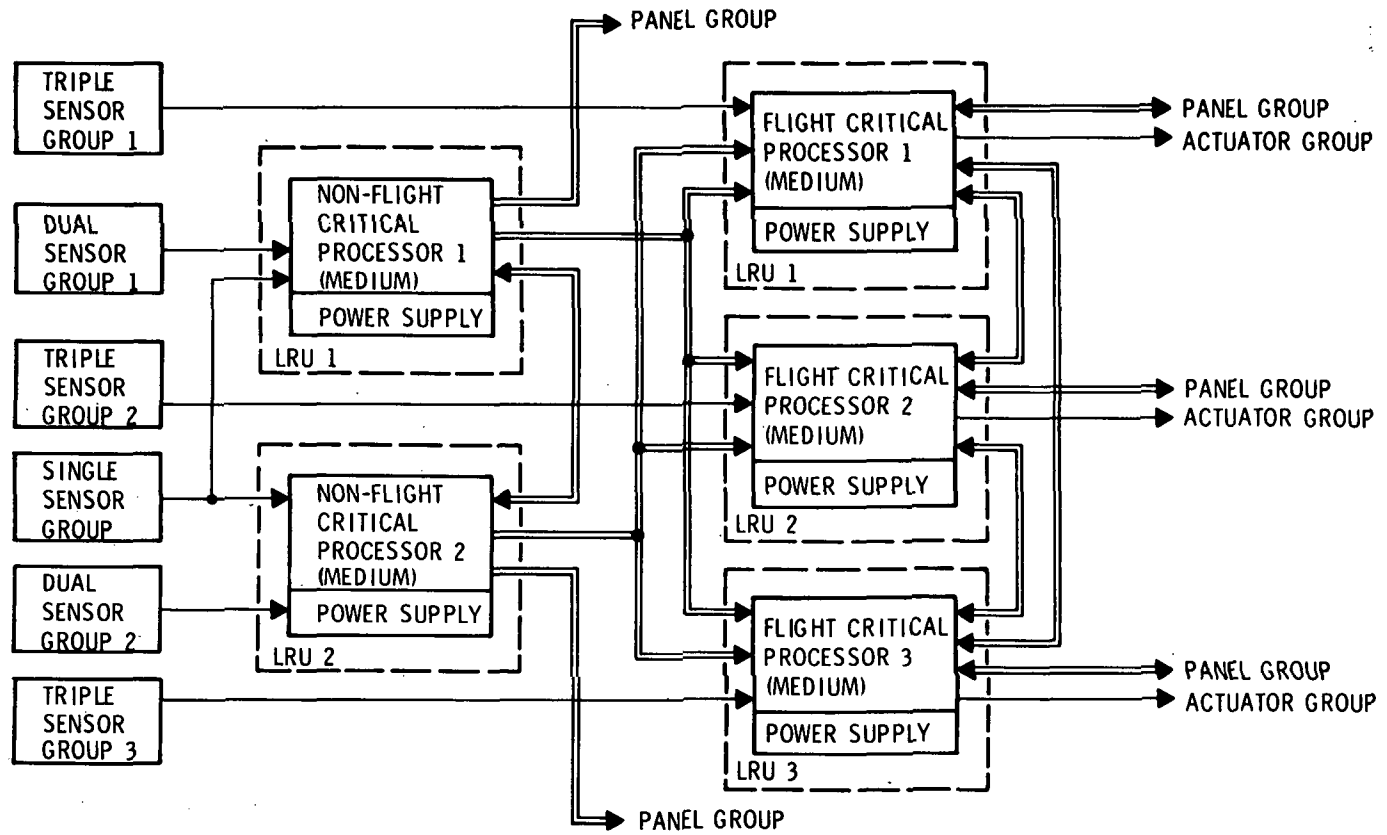 PANEL GROUP
TRIPLE
SENSOR
GROUP 1
DUAL
SENSOR
GROUP 1
TRIPLE
SENSOR
GROUP 2
SINGLE
SENSOR
GROUP
DUAL
SENSOR
GROUP 2
TRIPLE
SENSOR
GROUP 3
NON-FLIGHT
CRITICAL
PROCESSOR 1
(MEDIUM)
POWER SUPPLY
LRU 1
NON-FLIGHT
CRITICAL
PROCESSOR 2
(MEDIUM)
POWER SUPPLY
LRU 2
PANEL GROUP
FLIGHT CRITICAL
PROCESSOR 1
(MEDIUM)
POWER SUPPLY
LRU 1
FLIGHT CRITICAL
PROCESSOR 2
(MEDIUM)
POWER SUPPLY
LRU 2
FLIGHT CRITICAL
PROCESSOR 3
(MEDIUM)
POWER SUPPLY
LRU 3
PANEL GROUP
ACTUATOR GROUP
PANEL GROUP
ACTUATOR GROUP
PANEL GROUP
ACTUATOR GROUP